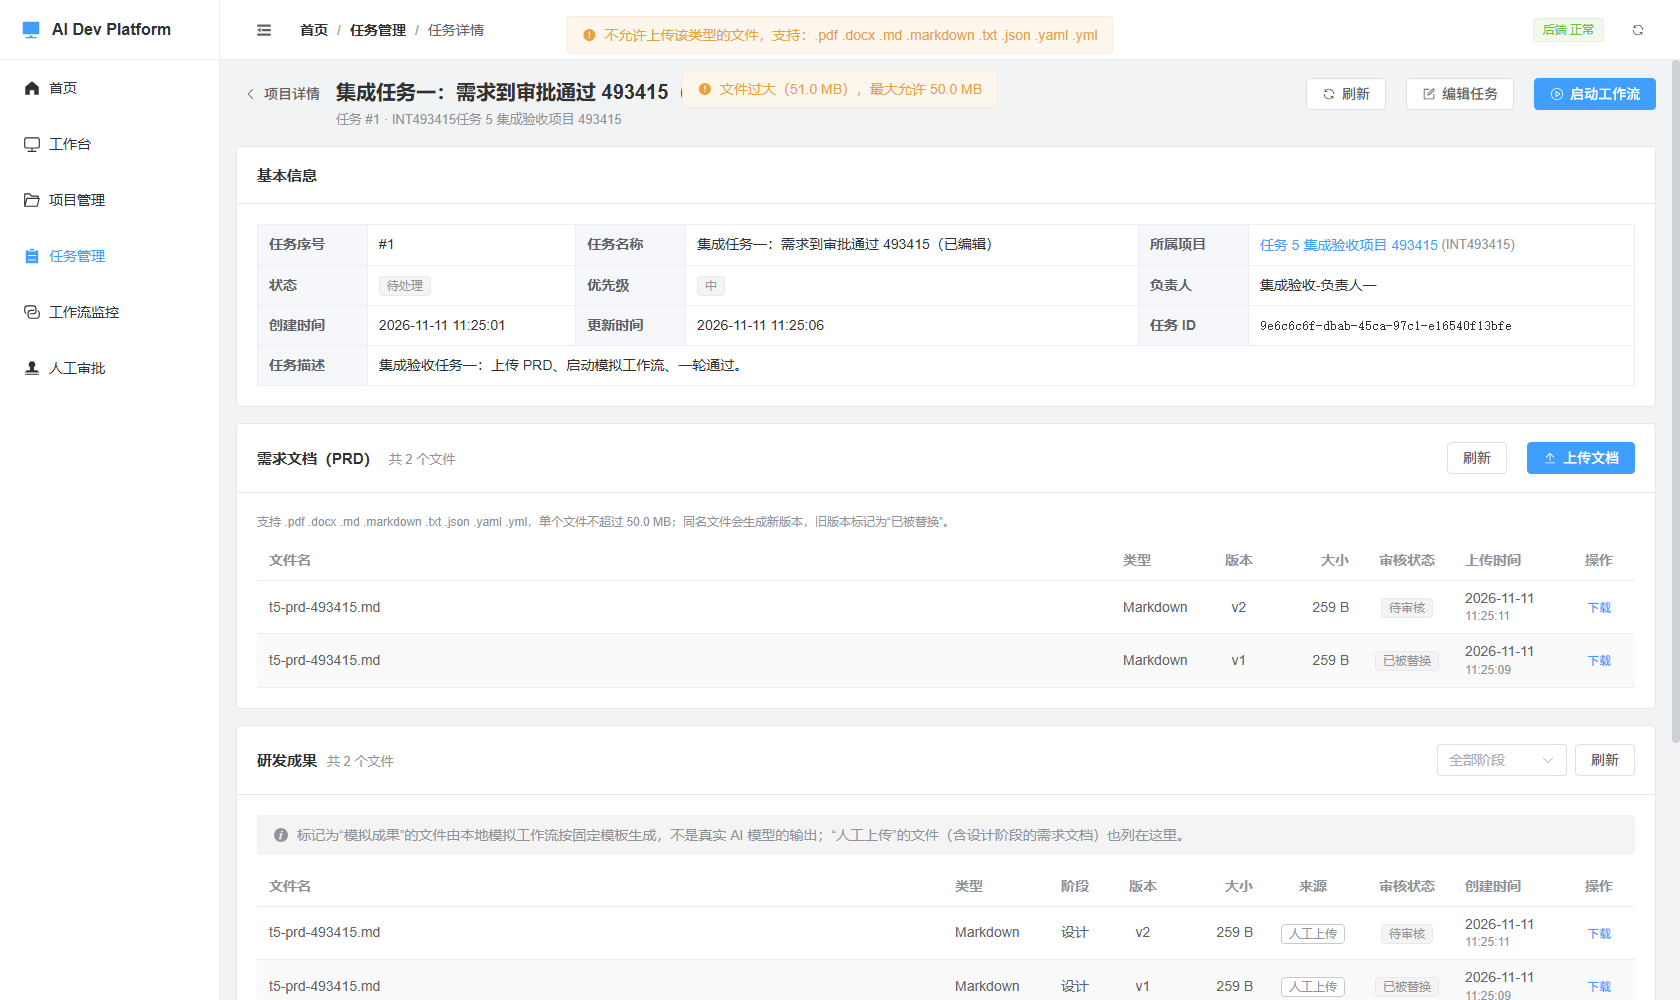 AI Dev Platform
首页 / 任务管理 / 任务详情
不允许上传该类型的文件，支持：.pdf .docx .md .markdown .txt .json .yaml .yml
后端 正常
首页
工作台
项目管理
任务管理
工作流监控
人工审批
项目详情
集成任务一：需求到审批通过 493415
文件过大（51.0 MB），最大允许 50.0 MB
刷新
编辑任务
启动工作流
任务 #1 · INT493415任务 5 集成验收项目 493415
基本信息
任务序号 #1 任务名称 集成任务一：需求到审批通过 493415（已编辑） 所属项目 任务 5 集成验收项目 493415 (INT493415)
状态 待处理 优先级 中 负责人 集成验收-负责人一
创建时间 2026-11-11 11:25:01 更新时间 2026-11-11 11:25:06 任务 ID 9e6c6c6f-dbab-45ca-97c1-e16540f13bfe
任务描述 集成验收任务一：上传 PRD、启动模拟工作流、一轮通过。
需求文档（PRD） 共 2 个文件 刷新 上传文档
支持 .pdf .docx .md .markdown .txt .json .yaml .yml，单个文件不超过 50.0 MB；同名文件会生成新版本，旧版本标记为“已被替换”。
文件名 类型 版本 大小 审核状态 上传时间 操作
t5-prd-493415.md Markdown v2 259 B 待审核 2026-11-11 11:25:11 下载
t5-prd-493415.md Markdown v1 259 B 已被替换 2026-11-11 11:25:09 下载
研发成果 共 2 个文件 全部阶段 刷新
标记为“模拟成果”的文件由本地模拟工作流按固定模板生成，不是真实 AI 模型的输出；“人工上传”的文件（含设计阶段的需求文档）也列在这里。
文件名 类型 阶段 版本 大小 来源 审核状态 创建时间 操作
t5-prd-493415.md Markdown 设计 v2 259 B 人工上传 待审核 2026-11-11 11:25:11 下载
t5-prd-493415.md Markdown 设计 v1 259 B 人工上传 已被替换 2026-11-11 11:25:09 下载